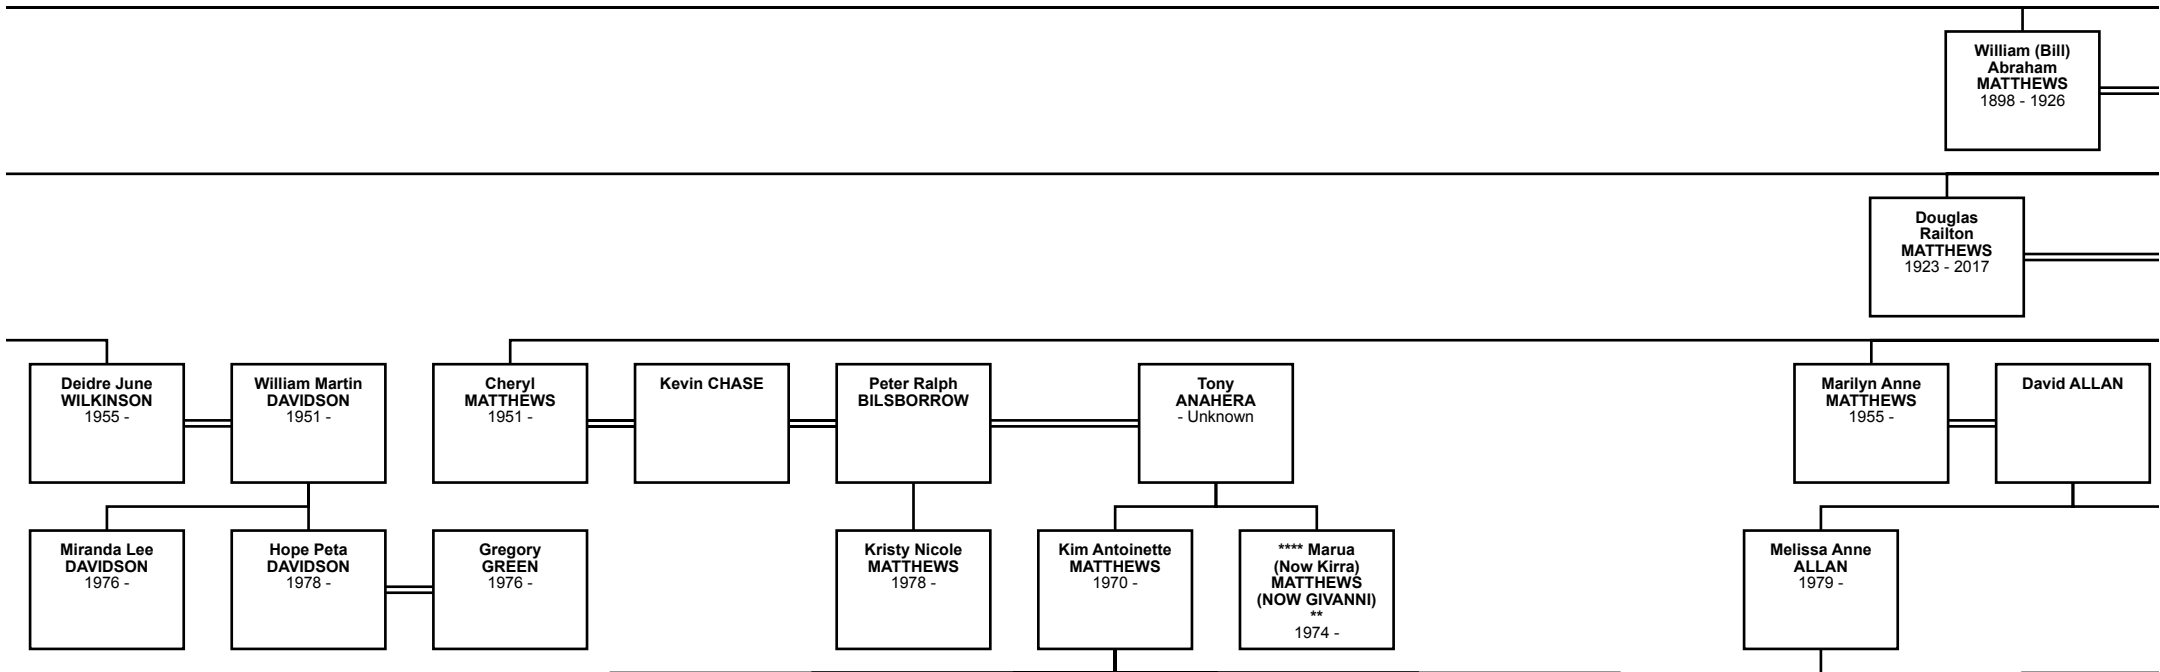 William (Bill)
Abraham
MATTHEWS
1898 - 1926
Douglas
Railton
MATTHEWS
1923 - 2017
Deidre June
WILKINSON
1955 -
William Martin
DAVIDSON
1951 -
Cheryl
MATTHEWS
1951 -
Kevin CHASE
Peter Ralph
BILSBORROW
Tony
ANAHERA
- Unknown
Marilyn Anne
MATTHEWS
1955 -
David ALLAN
Miranda Lee
DAVIDSON
1976 -
Hope Peta
DAVIDSON
1978 -
Gregory
GREEN
1976 -
Kristy Nicole
MATTHEWS
1978 -
Kim Antoinette
MATTHEWS
1970 -
**** Marua
(Now Kirra)
MATTHEWS
(NOW GIVANNI)
**
1974 -
Melissa Anne
ALLAN
1979 -